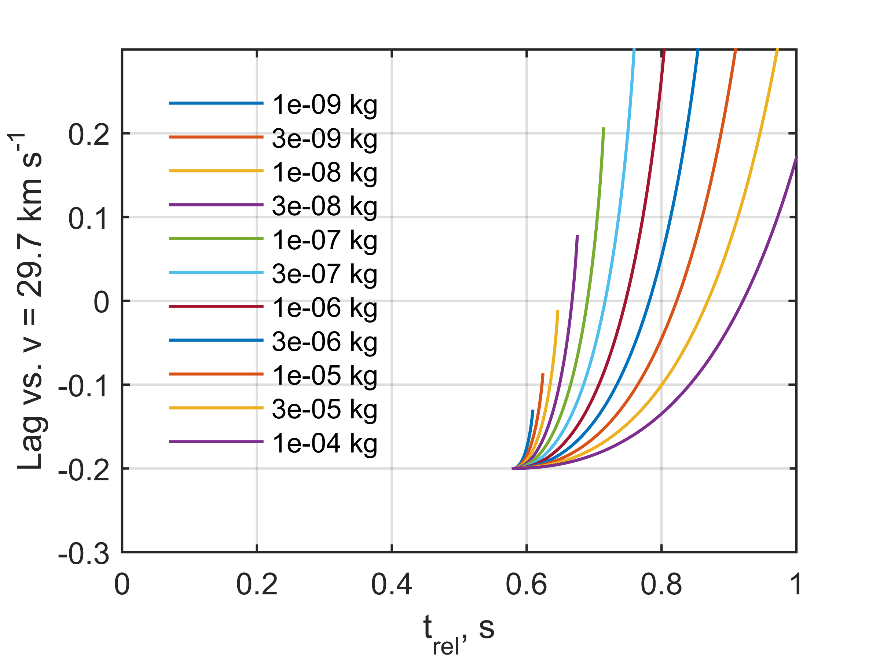 Lag vs. v = 29.7 km s⁻¹
0.2
0.1
0
-0.1
-0.2
-0.3
1e-09 kg
3e-09 kg
1e-08 kg
3e-08 kg
1e-07 kg
3e-07 kg
1e-06 kg
3e-06 kg
1e-05 kg
3e-05 kg
1e-04 kg
0 0.2 0.4 0.6 0.8 1
t_rel, s